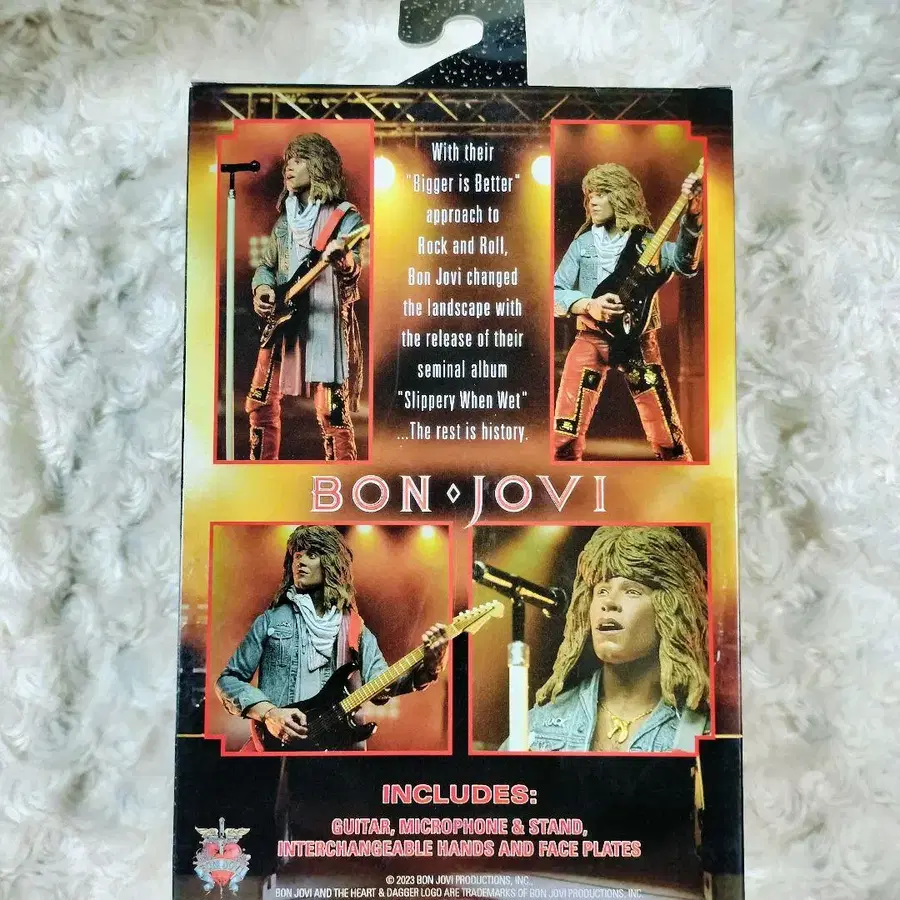 With their
"Bigger is Better"
approach to
Rock and Roll,
Bon Jovi changed
the landscape with
the release of their
seminal album
"Slippery When Wet"
...The rest is history.
BON JOVI
INCLUDES:
GUITAR, MICROPHONE & STAND,
INTERCHANGEABLE HANDS AND FACE PLATES
BON JOVI
© 2023 BON JOVI PRODUCTIONS, INC.
BON JOVI AND THE HEART & DAGGER LOGO ARE TRADEMARKS OF BON JOVI PRODUCTIONS, INC.